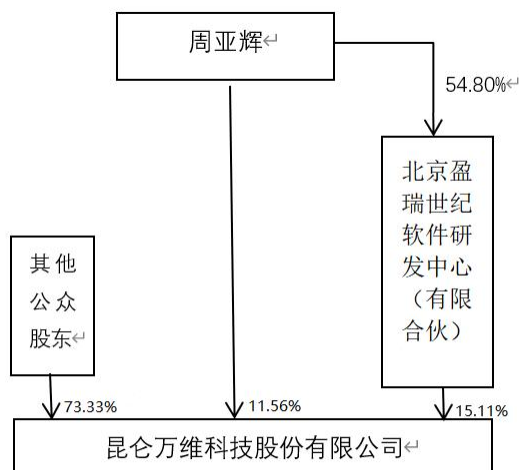 周亚辉
54.80%
北京盈
瑞世纪
软件研
发中心
（有限
合伙）
其他
公众
股东
73.33%
11.56%
15.11%
昆仑万维科技股份有限公司